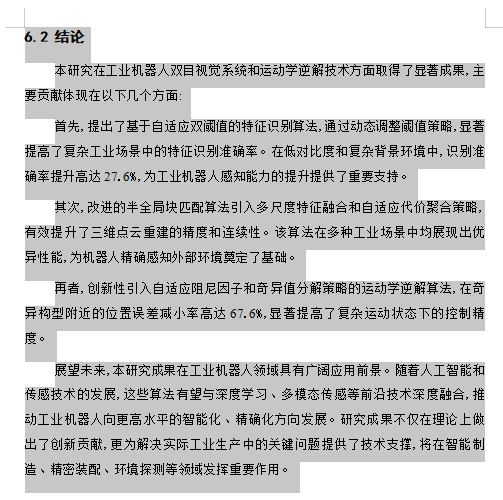 6.2 结论
本研究在工业机器人双目视觉系统和运动学逆解技术方面取得了显著成果,主
要贡献体现在以下几个方面:
首先,提出了基于自适应双阈值的特征识别算法,通过动态调整阈值策略,显著
提高了复杂工业场景中的特征识别准确率。在低对比度和复杂背景环境中,识别准
确率提升高达 27.6%,为工业机器人感知能力的提升提供了重要支持。
其次,改进的半全局块匹配算法引入多尺度特征融合和自适应代价聚合策略,
有效提升了三维点云重建的精度和连续性。该算法在多种工业场景中均展现出优
异性能,为机器人精确感知外部环境奠定了基础。
再者,创新性引入自适应阻尼因子和奇异值分解策略的运动学逆解算法,在奇
异构型附近的位置误差减小率高达 67.6%,显著提高了复杂运动状态下的控制精
度。
展望未来,本研究成果在工业机器人领域具有广阔应用前景。随着人工智能和
传感技术的发展,这些算法有望与深度学习、多模态传感等前沿技术深度融合,推
动工业机器人向更高水平的智能化、精确化方向发展。研究成果不仅在理论上做
出了创新贡献,更为解决实际工业生产中的关键问题提供了技术支撑,将在智能制
造、精密装配、环境探测等领域发挥重要作用。